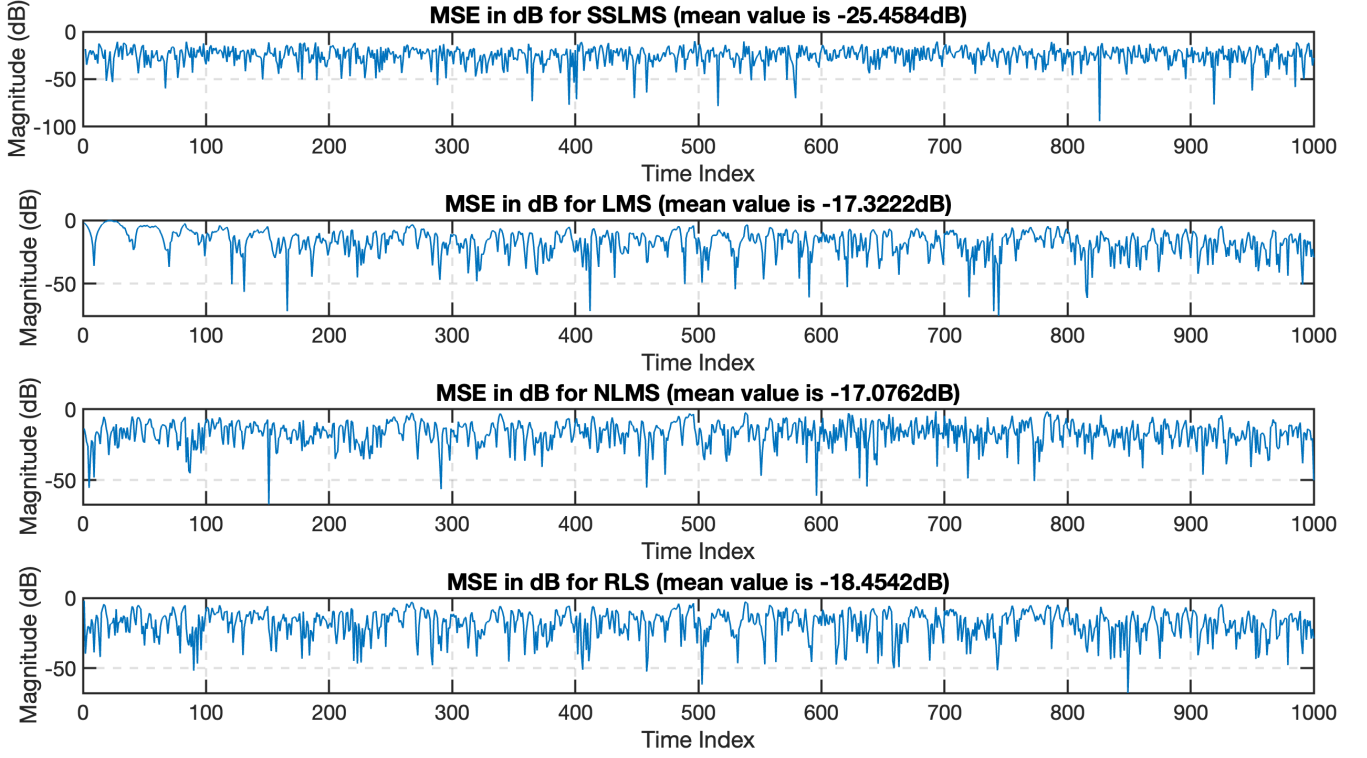 MSE in dB for SSLMS (mean value is -25.4584dB)
Magnitude (dB)
0
-50
-100
0 100 200 300 400 500 600 700 800 900 1000
Time Index
MSE in dB for LMS (mean value is -17.3222dB)
Magnitude (dB)
0
-50
0 100 200 300 400 500 600 700 800 900 1000
Time Index
MSE in dB for NLMS (mean value is -17.0762dB)
Magnitude (dB)
0
-50
0 100 200 300 400 500 600 700 800 900 1000
Time Index
MSE in dB for RLS (mean value is -18.4542dB)
Magnitude (dB)
0
-50
0 100 200 300 400 500 600 700 800 900 1000
Time Index